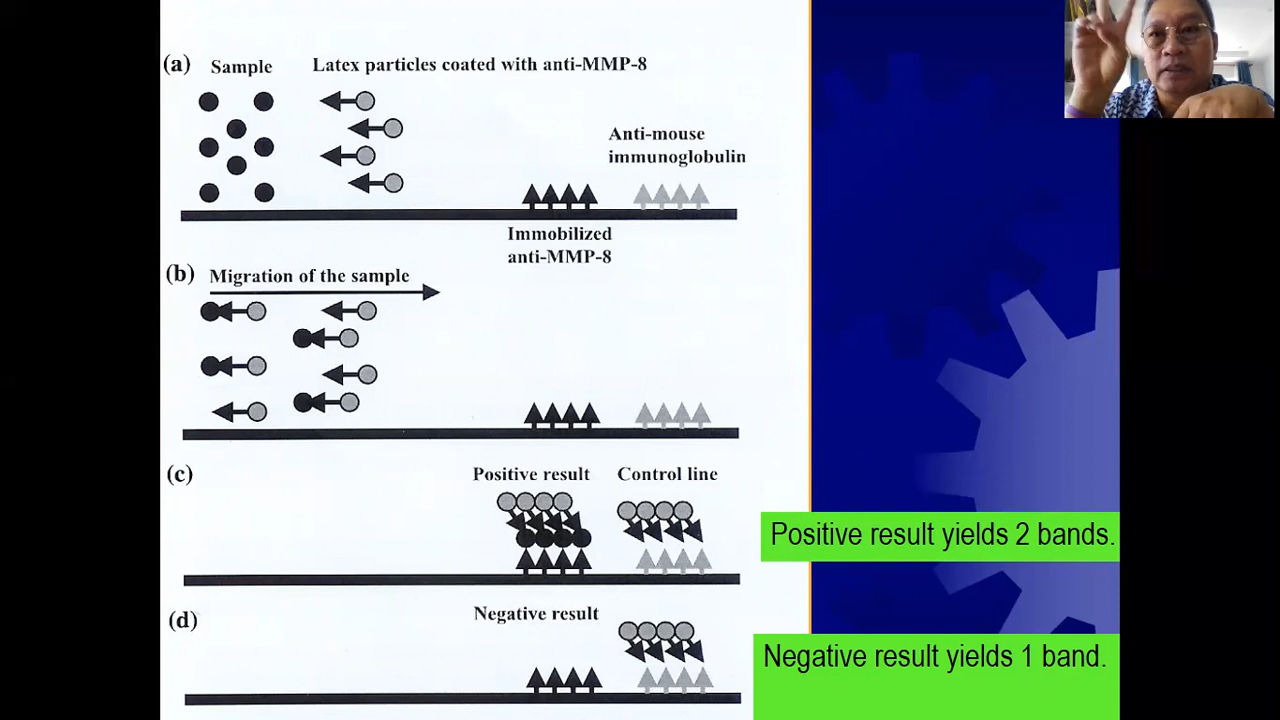 (a)
Sample
Latex particles coated with anti-MMP-8
Anti-mouse
immunoglobulin
Immobilized
anti-MMP-8
(b)
Migration of the sample
(c)
Positive result
Control line
Positive result yields 2 bands.
(d)
Negative result
Negative result yields 1 band.